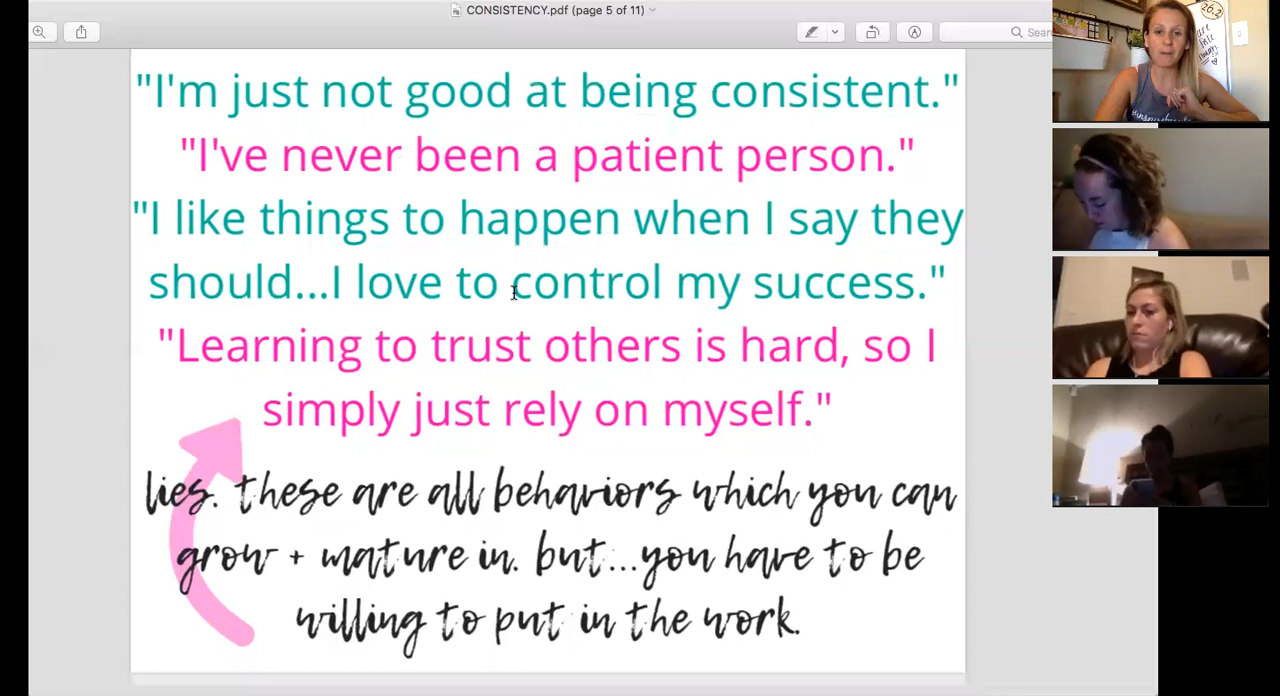 CONSISTENCY.pdf (page 5 of 11)
Sear
"I'm just not good at being consistent."
"I've never been a patient person."
"I like things to happen when I say they
should...I love to control my success."
"Learning to trust others is hard, so I
simply just rely on myself."
lies. these are all behaviors which you can
grow + mature in. but...you have to be
willing to put in the work.
26.2